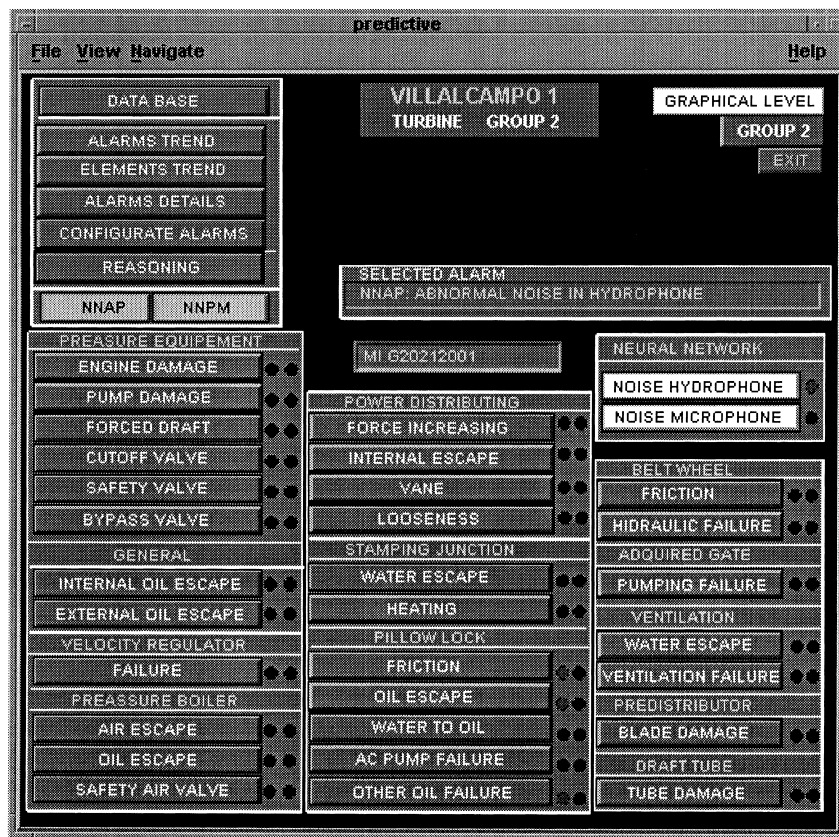 predictive
File View Navigate Help
DATA BASE
ALARMS TREND
ELEMENTS TREND
ALARMS DETAILS
CONFIGURATE ALARMS
REASONING
NNAP NNPM
VILLALCAMPO 1
TURBINE GROUP 2
GRAPHICAL LEVEL
GROUP 2
EXIT
SELECTED ALARM
NNAP: ABNORMAL NOISE IN HYDROPHONE
MI G20212001
PREASURE EQUIPEMENT
ENGINE DAMAGE
PUMP DAMAGE
FORCED DRAFT
CUTOFF VALVE
SAFETY VALVE
BYPASS VALVE
GENERAL
INTERNAL OIL ESCAPE
EXTERNAL OIL ESCAPE
VELOCITY REGULATOR
FAILURE
PREASSURE BOILER
AIR ESCAPE
OIL ESCAPE
SAFETY AIR VALVE
POWER DISTRIBUTING
FORCE INCREASING
INTERNAL ESCAPE
VANE
LOOSENESS
STAMPING JUNCTION
WATER ESCAPE
HEATING
PILLOW LOCK
FRICTION
OIL ESCAPE
WATER TO OIL
AC PUMP FAILURE
OTHER OIL FAILURE
NEURAL NETWORK
NOISE HYDROPHONE
NOISE MICROPHONE
BELT WHEEL
FRICTION
HIDRAULIC FAILURE
ADQUIRED GATE
PUMPING FAILURE
VENTILATION
WATER ESCAPE
VENTILATION FAILURE
PREDISTRIBUTOR
BLADE DAMAGE
DRAFT TUBE
TUBE DAMAGE